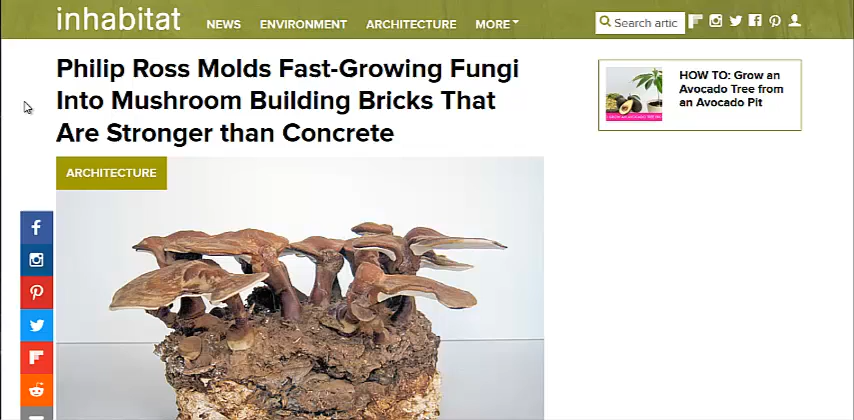 inhabitat
NEWS ENVIRONMENT ARCHITECTURE MORE
Search artic
Philip Ross Molds Fast-Growing Fungi
Into Mushroom Building Bricks That
Are Stronger than Concrete
HOW TO: Grow an
Avocado Tree from
an Avocado Pit
ARCHITECTURE